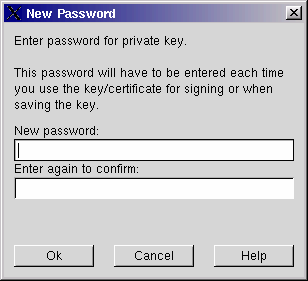 New Password
Enter password for private key.
This password will have to be entered each time
you use the key/certificate for signing or when
saving the key.
New password:
Enter again to confirm:
Ok Cancel Help